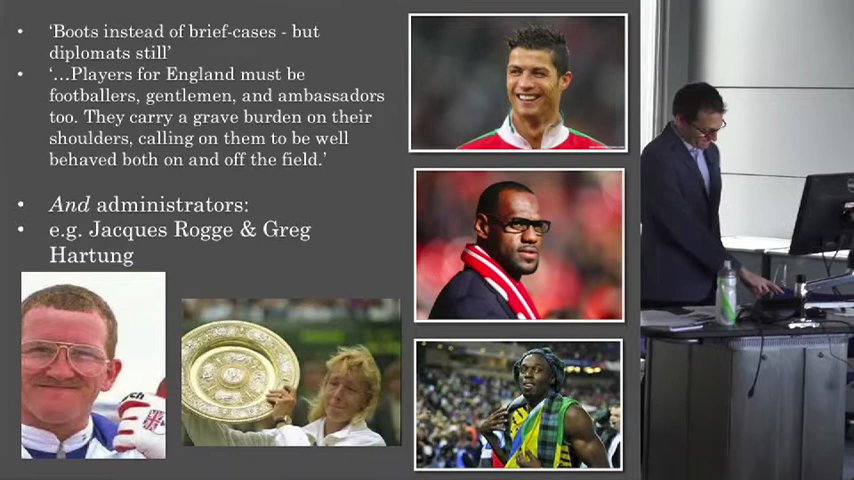 ‘Boots instead of brief-cases - but
diplomats still’
‘…Players for England must be
footballers, gentlemen, and ambassadors
too. They carry a grave burden on their
shoulders, calling on them to be well
behaved both on and off the field.’
And administrators:
e.g. Jacques Rogge & Greg
Hartung